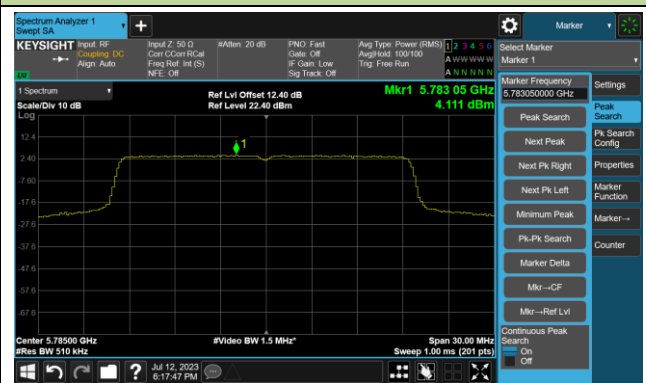 Spectrum Analyzer 1
Swept SA
Marker
KEYSIGHT
Input: RF
Coupling: DC
Align: Auto
Input Z: 50 Ω
Corr CCorr RCal
Freq Ref: Int (S)
NFE: Off
#Atten: 20 dB
PNO: Fast
Gate: Off
IF Gain: Low
Sig Track: Off
Avg Type: Power (RMS)
Avg|Hold: 100/100
Trig: Free Run
1 2 3 4 5 6
A W W W W W
A N N N N N
LXI
Select Marker
Marker 1
1 Spectrum
Scale/Div 10 dB
Log
Ref Lvl Offset 12.40 dB
Ref Level 22.40 dBm
Mkr1 5.783 05 GHz
4.111 dBm
12.4
2.40
-7.60
-17.6
-27.6
-37.6
-47.6
-57.6
-67.6
1
Center 5.78500 GHz
#Res BW 510 kHz
#Video BW 1.5 MHz*
Span 30.00 MHz
Sweep 1.00 ms (201 pts)
Marker Frequency
5.783050000 GHz
Peak Search
Next Peak
Next Pk Right
Next Pk Left
Minimum Peak
Pk-Pk Search
Marker Delta
Mkr→CF
Mkr→Ref Lvl
Continuous Peak
Search
On
Off
Settings
Peak
Search
Pk Search
Config
Properties
Marker
Function
Marker→
Counter
?
Jul 12, 2023
6:17:47 PM